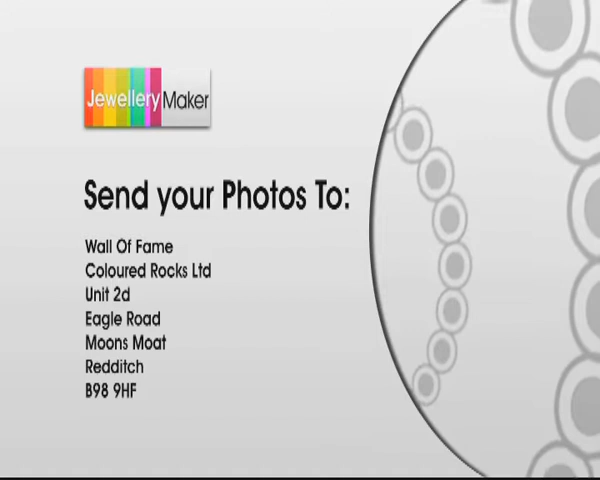 JewelleryMaker
Send your Photos To:
Wall Of Fame
Coloured Rocks Ltd
Unit 2d
Eagle Road
Moons Moat
Redditch
B98 9HF